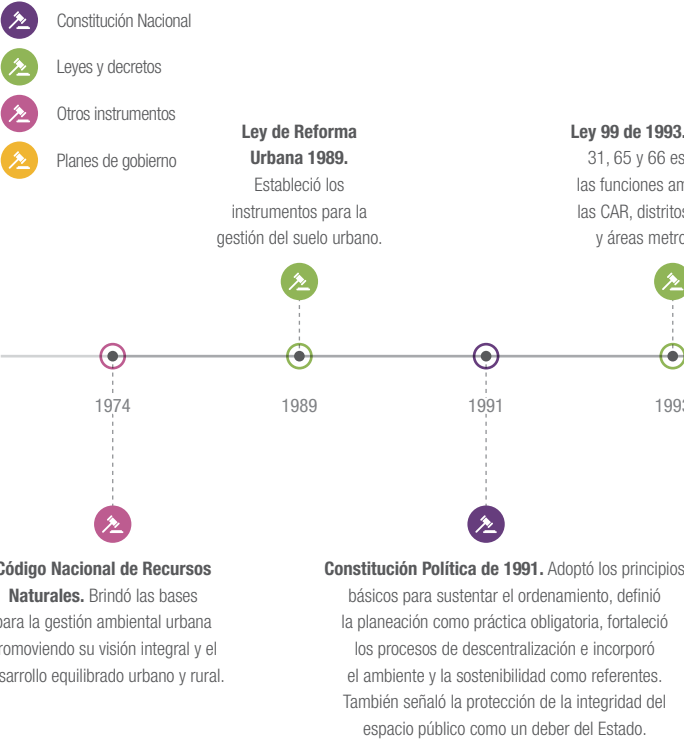 Constitución Nacional
Leyes y decretos
Otros instrumentos
Planes de gobierno
Ley de Reforma
Urbana 1989.
Estableció los
instrumentos para la
gestión del suelo urbano.
Ley 99 de 1993.
31, 65 y 66 es
las funciones am
las CAR, distritos
y áreas metro
1974
1989
1991
1993
Código Nacional de Recursos
Naturales. Brindó las bases
para la gestión ambiental urbana
romoviendo su visión integral y el
sarrollo equilibrado urbano y rural.
Constitución Política de 1991. Adoptó los principios
básicos para sustentar el ordenamiento, definió
la planeación como práctica obligatoria, fortaleció
los procesos de descentralización e incorporó
el ambiente y la sostenibilidad como referentes.
También señaló la protección de la integridad del
espacio público como un deber del Estado.